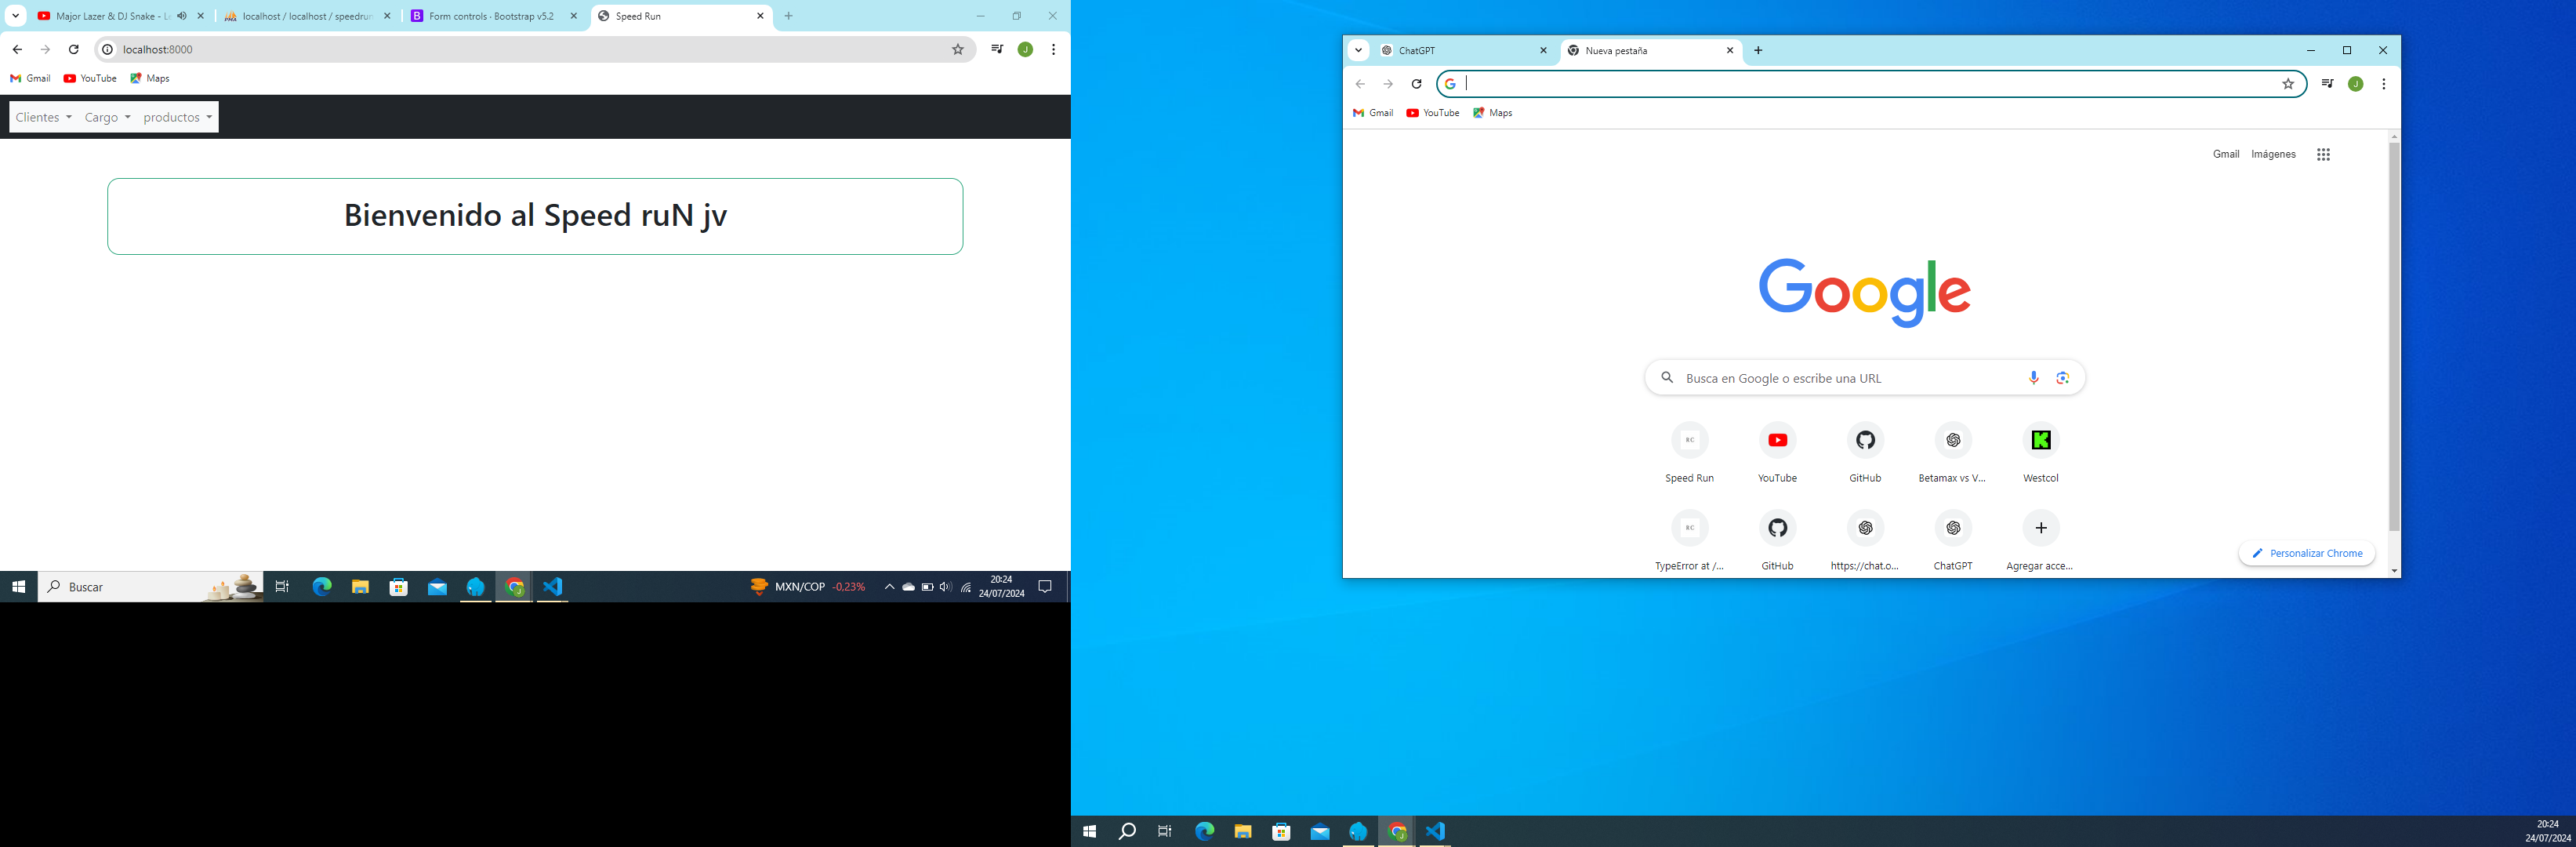 Major Lazer & DJ Snake - L
localhost / localhost / speedrun
Form controls · Bootstrap v5.2
Speed Run
localhost:8000
Gmail
YouTube
Maps
Clientes
Cargo
productos
Bienvenido al Speed ruN jv
Buscar
MXN/COP -0,23%
20:24
24/07/2024
ChatGPT
Nueva pestaña
Gmail
YouTube
Maps
Gmail
Imágenes
Google
Busca en Google o escribe una URL
Speed Run
YouTube
GitHub
Betamax vs V...
Westcol
TypeError at /...
GitHub
https://chat.o...
ChatGPT
Agregar acce...
Personalizar Chrome
20:24
24/07/2024